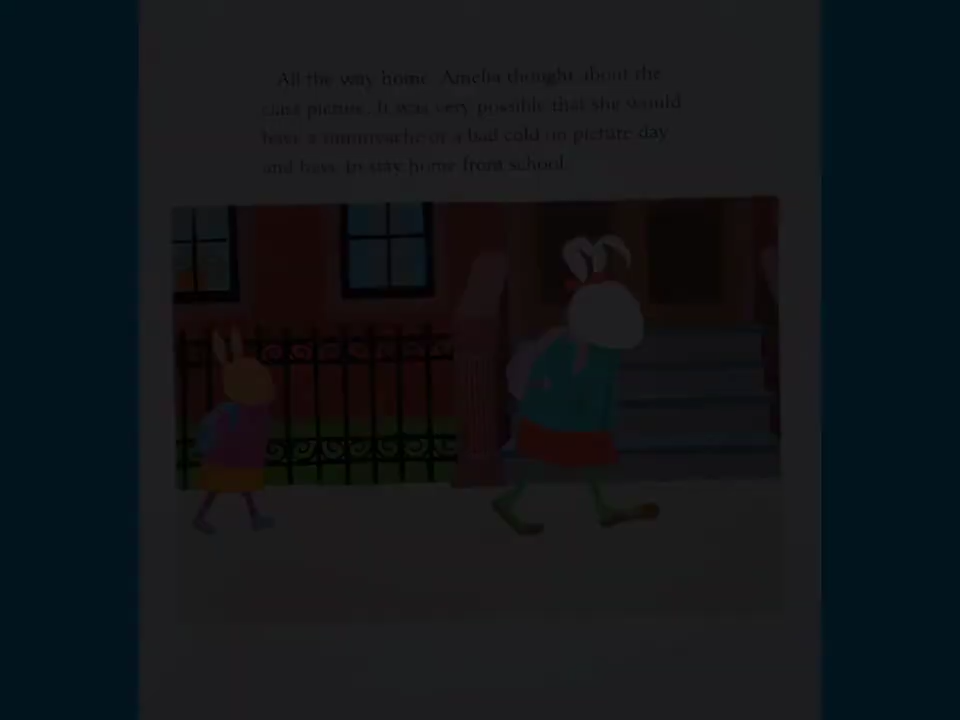 All the way home, Amelia thought about the
class picture. It was very possible that she would
have a tummyache or a bad cold on picture day
and have to stay home from school.